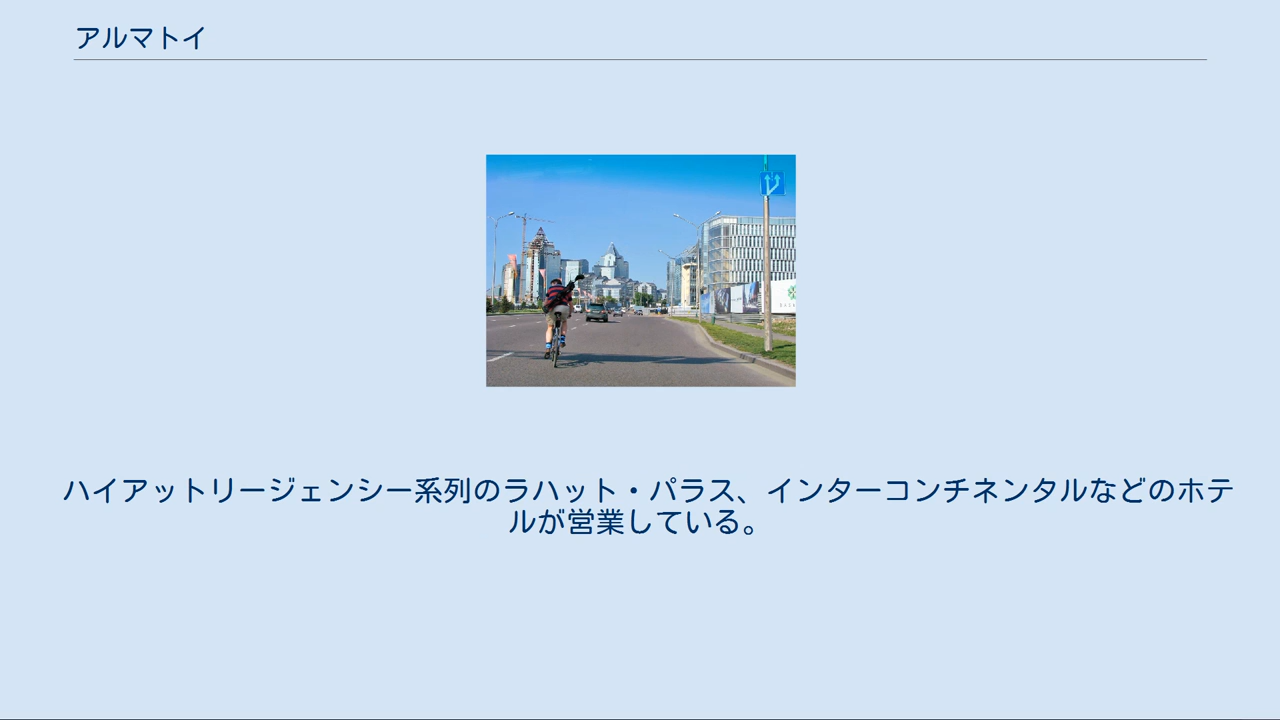 アルマトイ
ハイアットリージェンシー系列のラハット・パラス、インターコンチネンタルなどのホテ
ルが営業している。